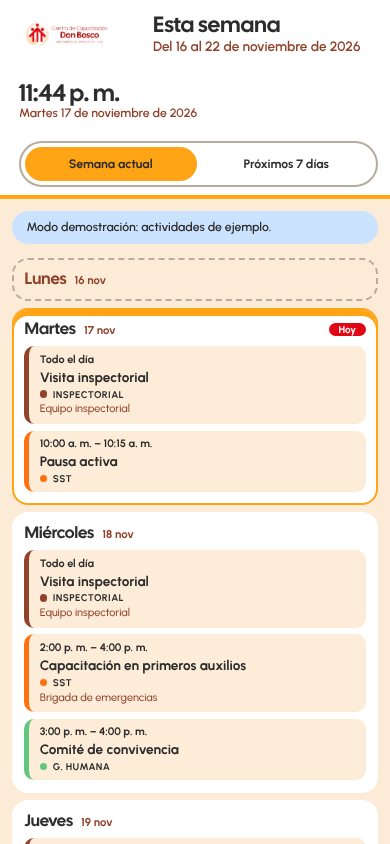 Centro de Capacitación
Don Bosco
Esta semana
Del 16 al 22 de noviembre de 2026
11:44 p. m.
Martes 17 de noviembre de 2026
Semana actual
Próximos 7 días
Modo demostración: actividades de ejemplo.
Lunes 16 nov
Martes 17 nov
Hoy
Todo el día
Visita inspectorial
INSPECTORIAL
Equipo inspectorial
10:00 a. m. – 10:15 a. m.
Pausa activa
SST
Miércoles 18 nov
Todo el día
Visita inspectorial
INSPECTORIAL
Equipo inspectorial
2:00 p. m. – 4:00 p. m.
Capacitación en primeros auxilios
SST
Brigada de emergencias
3:00 p. m. – 4:00 p. m.
Comité de convivencia
G. HUMANA
Jueves 19 nov